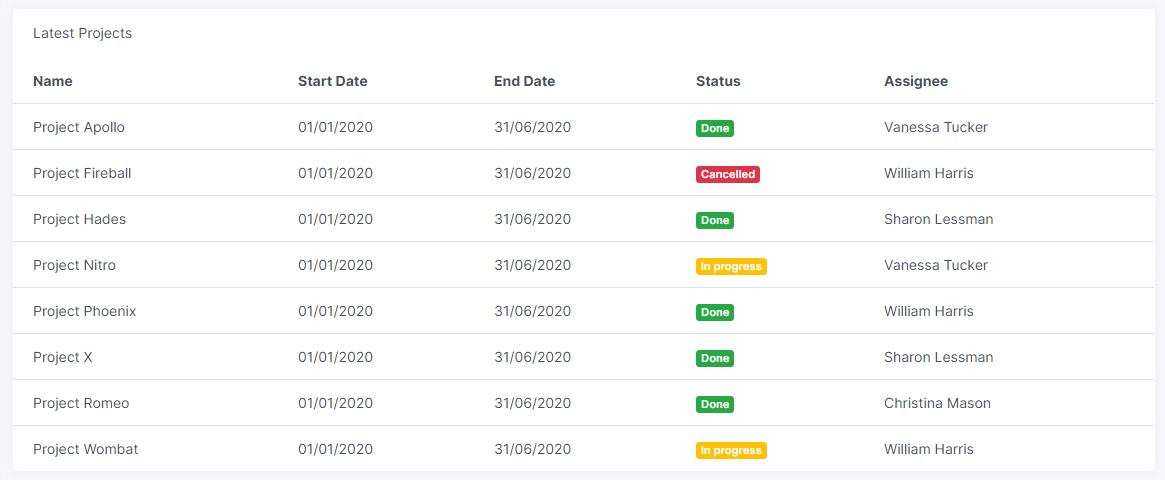 Latest Projects
Name Start Date End Date Status Assignee
Project Apollo 01/01/2020 31/06/2020 Done Vanessa Tucker
Project Fireball 01/01/2020 31/06/2020 Cancelled William Harris
Project Hades 01/01/2020 31/06/2020 Done Sharon Lessman
Project Nitro 01/01/2020 31/06/2020 In progress Vanessa Tucker
Project Phoenix 01/01/2020 31/06/2020 Done William Harris
Project X 01/01/2020 31/06/2020 Done Sharon Lessman
Project Romeo 01/01/2020 31/06/2020 Done Christina Mason
Project Wombat 01/01/2020 31/06/2020 In progress William Harris